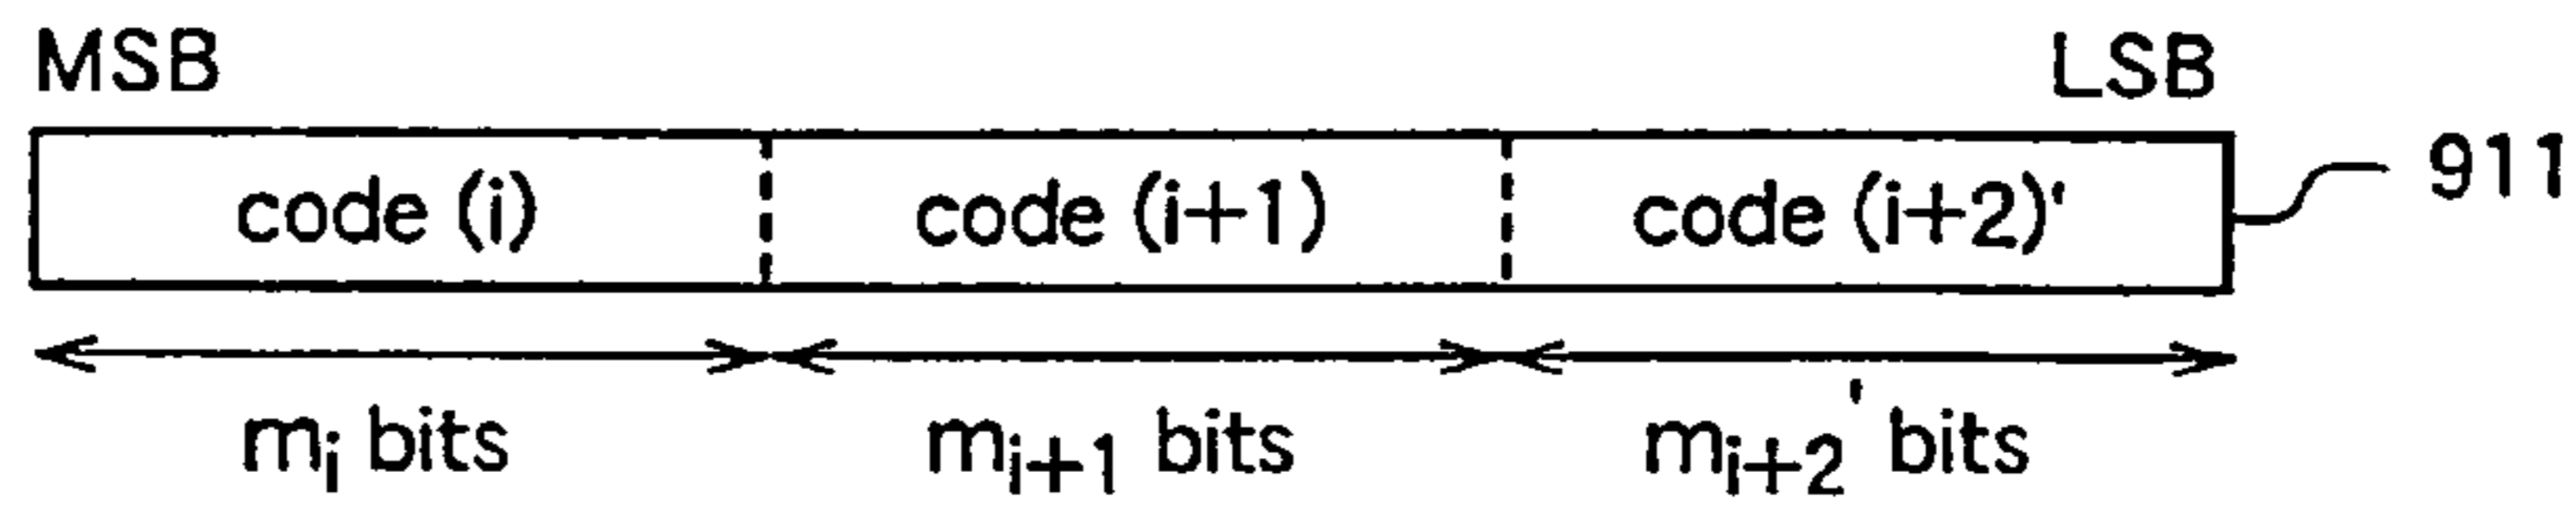 MSB LSB
code (i) code (i+1) code (i+2)' 911
mi bits mi+1 bits mi+2' bits